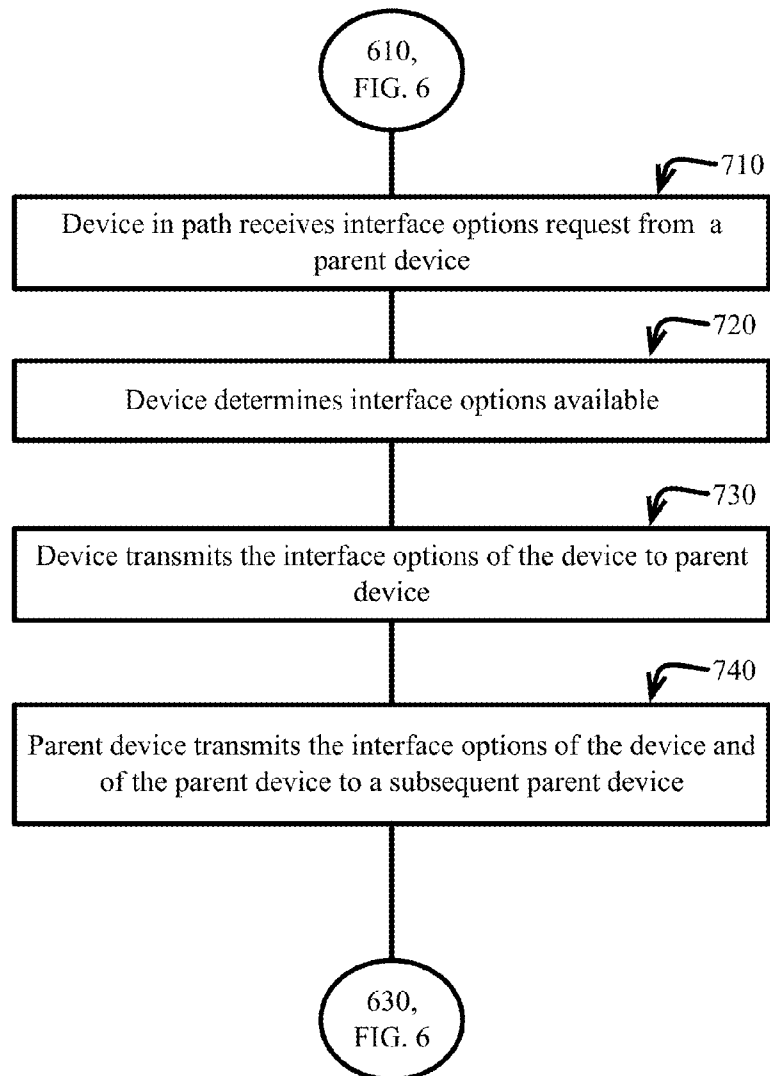 610,
FIG. 6
710
Device in path receives interface options request from a
parent device
720
Device determines interface options available
730
Device transmits the interface options of the device to parent
device
740
Parent device transmits the interface options of the device and
of the parent device to a subsequent parent device
630,
FIG. 6